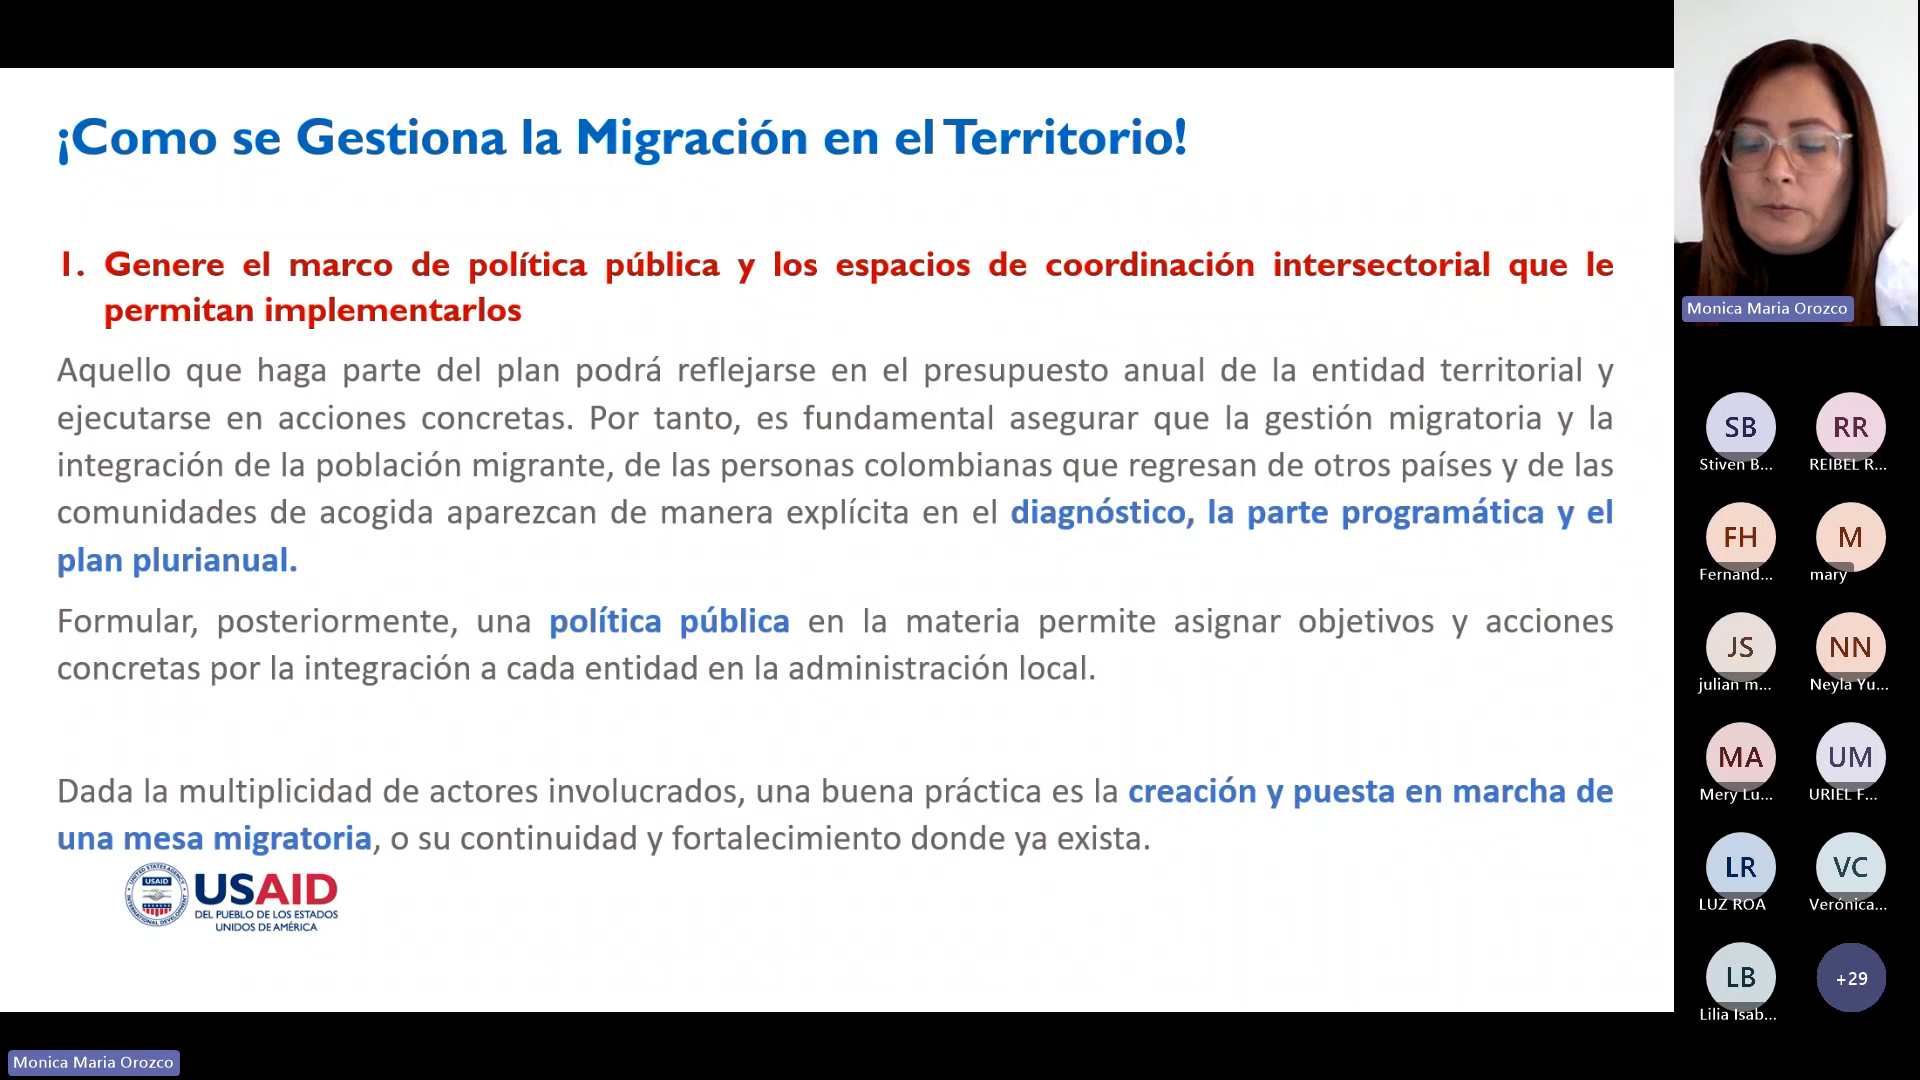 ¡Como se Gestiona la Migración en el Territorio!
1. Genere el marco de política pública y los espacios de coordinación intersectorial que le
permitan implementarlos
Aquello que haga parte del plan podrá reflejarse en el presupuesto anual de la entidad territorial y
ejecutarse en acciones concretas. Por tanto, es fundamental asegurar que la gestión migratoria y la
integración de la población migrante, de las personas colombianas que regresan de otros países y de las
comunidades de acogida aparezcan de manera explícita en el diagnóstico, la parte programática y el
plan plurianual.
Formular, posteriormente, una política pública en la materia permite asignar objetivos y acciones
concretas por la integración a cada entidad en la administración local.
Dada la multiplicidad de actores involucrados, una buena práctica es la creación y puesta en marcha de
una mesa migratoria, o su continuidad y fortalecimiento donde ya exista.
UNITED STATES AGENCY
USAID
INTERNATIONAL DEVELOPMENT
USAID
DEL PUEBLO DE LOS ESTADOS
UNIDOS DE AMÉRICA
Monica Maria Orozco
Monica Maria Orozco
SB
Stiven B...
RR
REIBEL R...
FH
Fernand...
M
mary
JS
julian m...
NN
Neyla Yu...
MA
Mery Lu...
UM
URIEL F...
LR
LUZ ROA
VC
Verónica...
LB
Lilia Isab...
+29